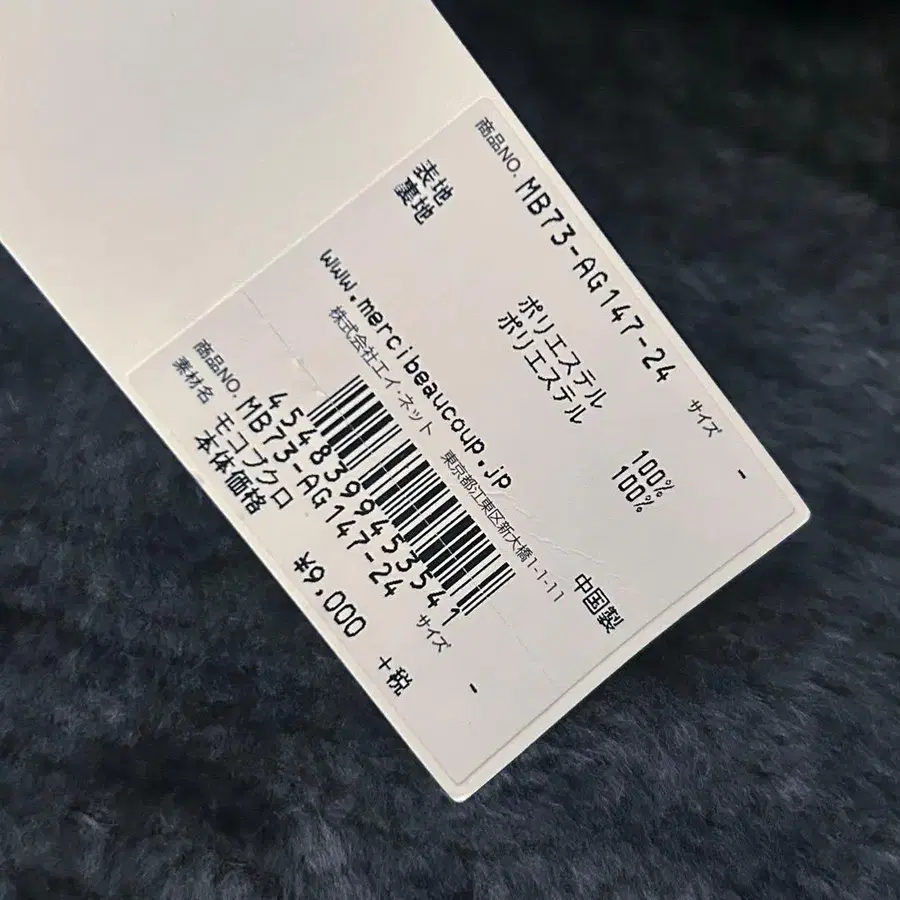 商品NO. MB73-AG147-24 サイズ -
表地 ポリエステル 100%
裏地 ポリエステル 100%
中国製
www.mercibeaucoup.jp
株式会社エイ・ネット 東京都江東区新大橋1-1-11
4548399453541
商品NO. MB73-AG147-24 サイズ -
素材名 モコブクロ
本体価格 ¥9,000 +税